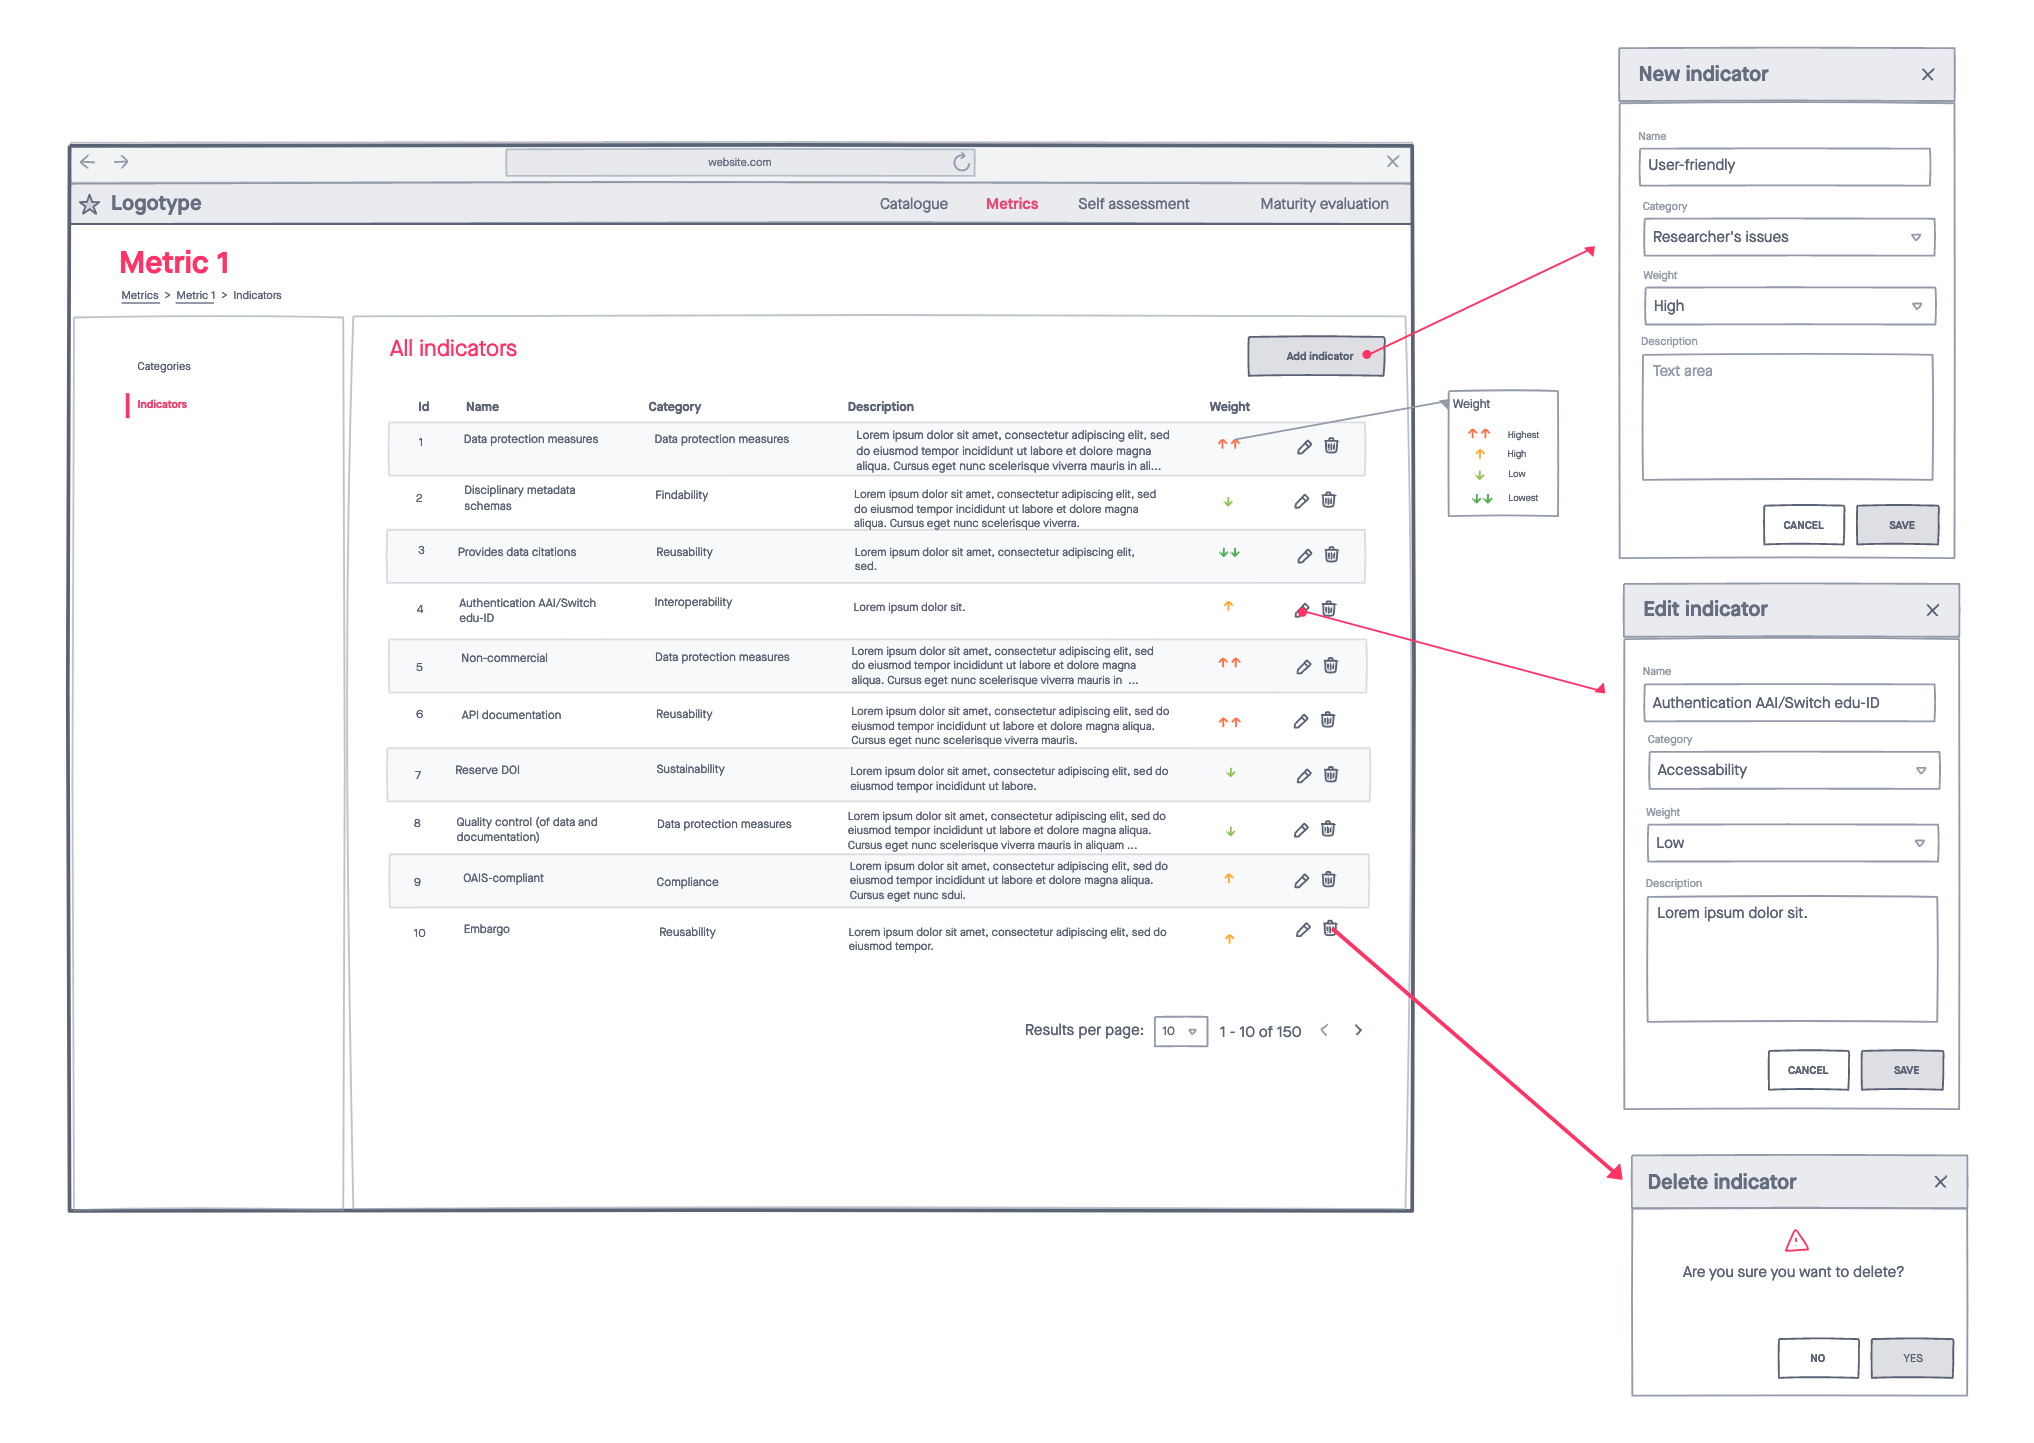 website.com
Logotype
Catalogue
Metrics
Self assessment
Maturity evaluation
Metric 1
Metrics > Metric 1 > Indicators
Categories
Indicators
All indicators
Add indicator
Id
Name
Category
Description
Weight
1
Data protection measures
Data protection measures
Lorem ipsum dolor sit amet, consectetur adipiscing elit, sed
do eiusmod tempor incididunt ut labore et dolore magna
aliqua. Cursus eget nunc scelerisque viverra mauris in ali...
2
Disciplinary metadata
schemas
Findability
Lorem ipsum dolor sit amet, consectetur adipiscing elit, sed
do eiusmod tempor incididunt ut labore et dolore magna
aliqua. Cursus eget nunc scelerisque viverra.
3
Provides data citations
Reusability
Lorem ipsum dolor sit amet, consectetur adipiscing elit,
sed.
4
Authentication AAI/Switch
edu-ID
Interoperability
Lorem ipsum dolor sit.
5
Non-commercial
Data protection measures
Lorem ipsum dolor sit amet, consectetur adipiscing elit, sed
do eiusmod tempor incididunt ut labore et dolore magna
aliqua. Cursus eget nunc scelerisque viverra mauris in ...
6
API documentation
Reusability
Lorem ipsum dolor sit amet, consectetur adipiscing elit, sed do
eiusmod tempor incididunt ut labore et dolore magna aliqua.
Cursus eget nunc scelerisque viverra mauris.
7
Reserve DOI
Sustainability
Lorem ipsum dolor sit amet, consectetur adipiscing elit, sed do
eiusmod tempor incididunt ut labore.
8
Quality control (of data and
documentation)
Data protection measures
Lorem ipsum dolor sit amet, consectetur adipiscing elit, sed do
eiusmod tempor incididunt ut labore et dolore magna aliqua.
Cursus eget nunc scelerisque viverra mauris in aliquam ...
9
OAIS-compliant
Compliance
Lorem ipsum dolor sit amet, consectetur adipiscing elit, sed do
eiusmod tempor incididunt ut labore et dolore magna aliqua.
Cursus eget nunc sdui.
10
Embargo
Reusability
Lorem ipsum dolor sit amet, consectetur adipiscing elit, sed do
eiusmod tempor.
Results per page:
10
1 - 10 of 150
Weight
Highest
High
Low
Lowest
New indicator
Name
User-friendly
Category
Researcher's issues
Weight
High
Description
Text area
CANCEL
SAVE
Edit indicator
Name
Authentication AAI/Switch edu-ID
Category
Accessability
Weight
Low
Description
Lorem ipsum dolor sit.
CANCEL
SAVE
Delete indicator
Are you sure you want to delete?
NO
YES